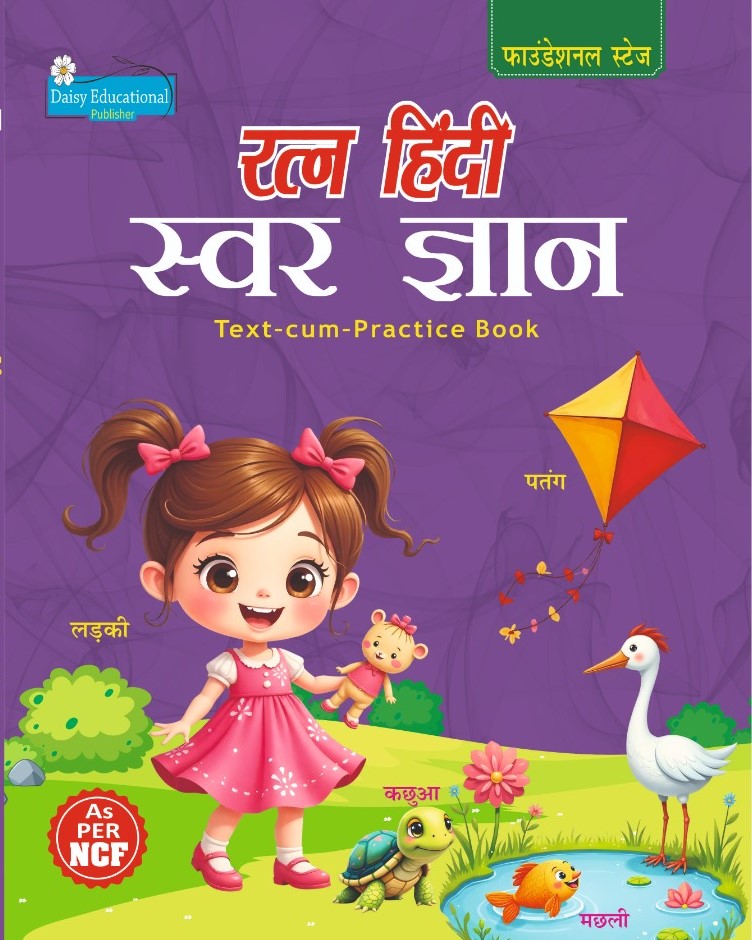 फाउंडेशनल स्टेज
Daisy Educational
Publisher
रत्न हिंदी
स्वर ज्ञान
Text-cum-Practice Book
पतंग
लड़की
कछुआ
As
PER
NCF
मछली